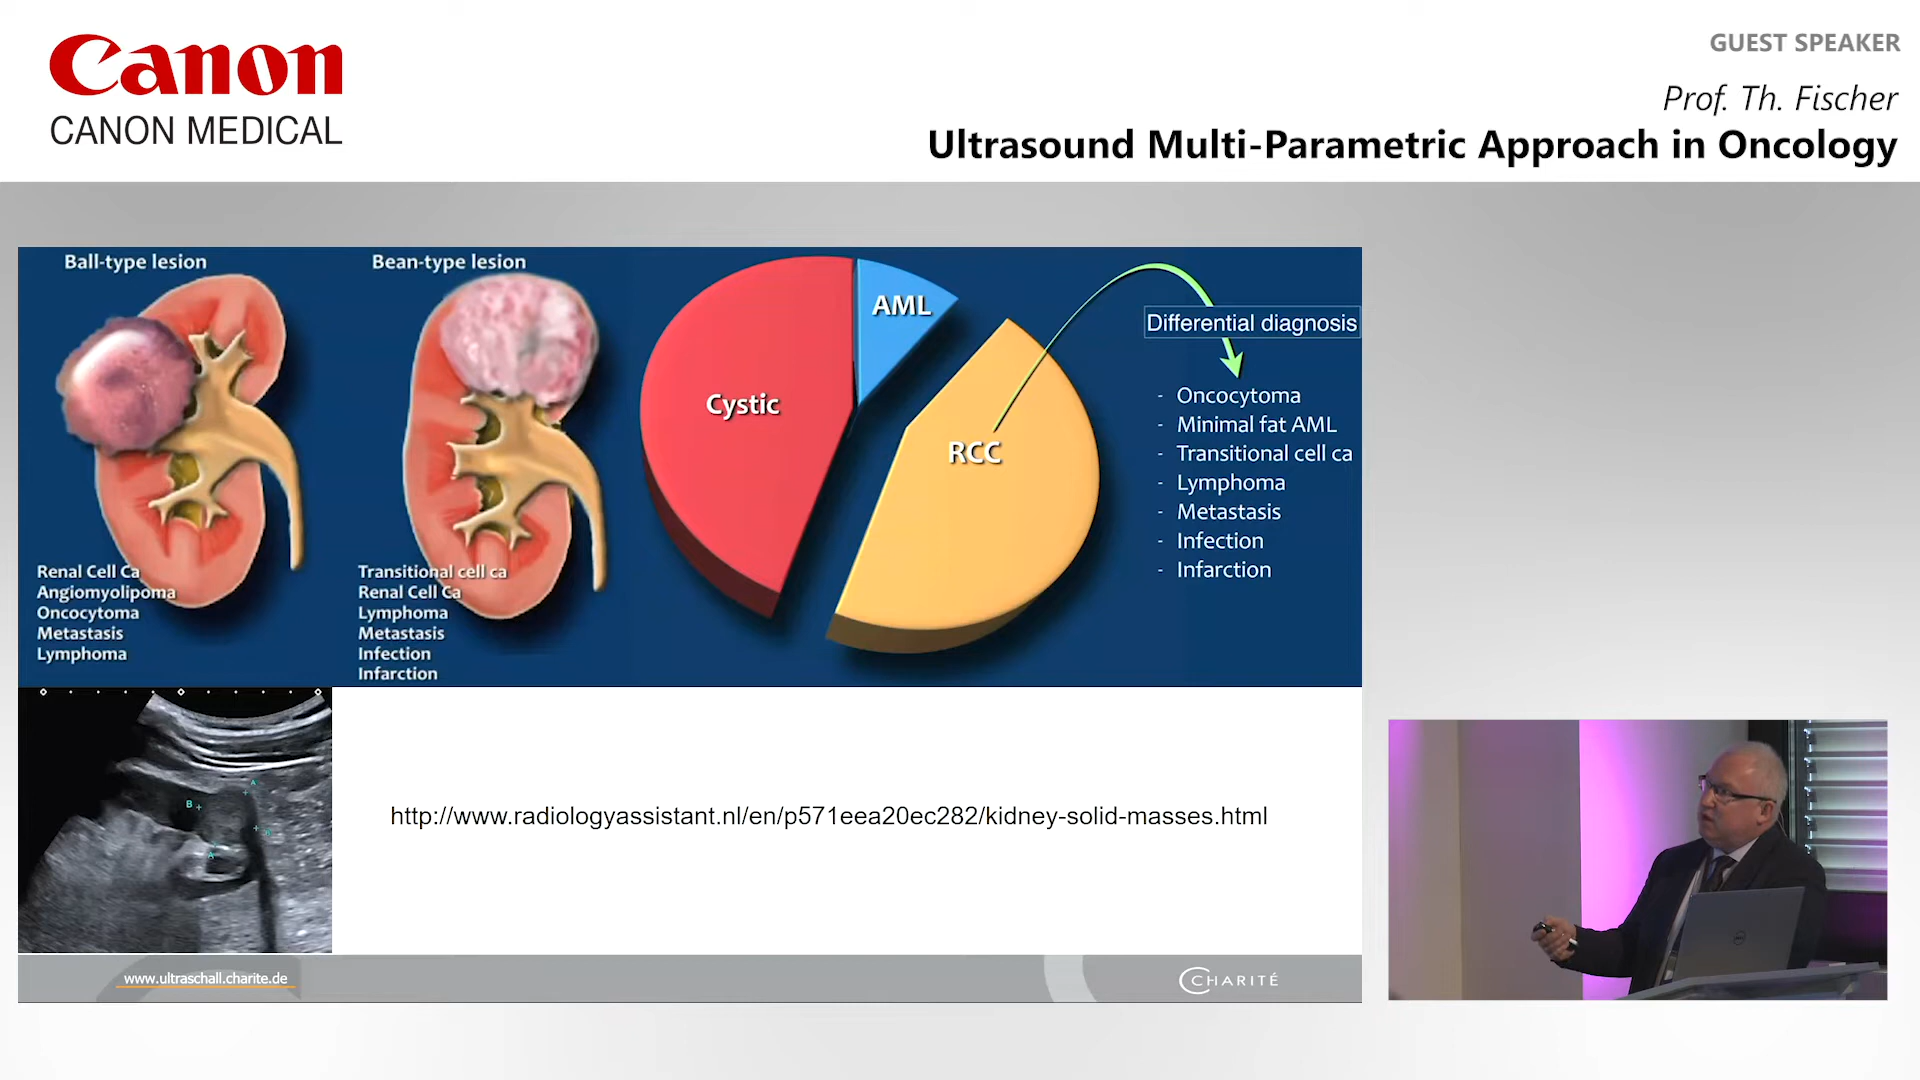 Canon
CANON MEDICAL
GUEST SPEAKER
Prof. Th. Fischer
Ultrasound Multi-Parametric Approach in Oncology
Ball-type lesion
Renal Cell Ca
Angiomyolipoma
Oncocytoma
Metastasis
Lymphoma
Bean-type lesion
Transitional cell ca
Renal Cell Ca
Lymphoma
Metastasis
Infection
Infarction
Cystic
AML
RCC
Differential diagnosis
- Oncocytoma
- Minimal fat AML
- Transitional cell ca
- Lymphoma
- Metastasis
- Infection
- Infarction
A
B
A
http://www.radiologyassistant.nl/en/p571eea20ec282/kidney-solid-masses.html
www.ultraschall.charite.de
CHARITÉ
DELL